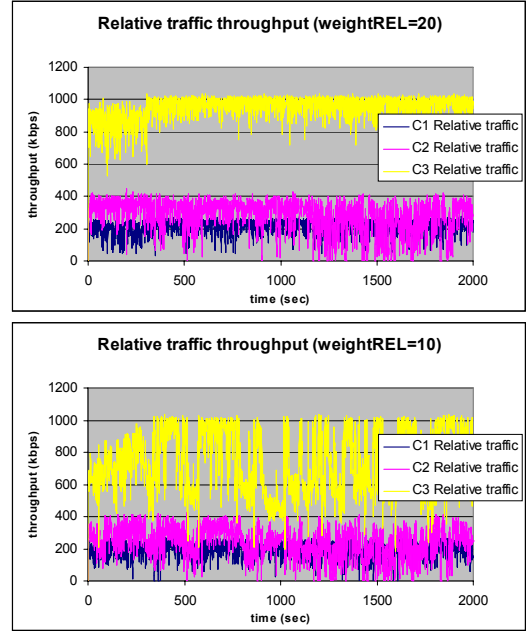 Relative traffic throughput (weightREL=20)
1200
1000
800
600
400
200
0
throughput (kbps)
C1 Relative traffic
C2 Relative traffic
C3 Relative traffic
0 500 1000 1500 2000
time (sec)
Relative traffic throughput (weightREL=10)
1200
1000
800
600
400
200
0
throughput (kbps)
C1 Relative traffic
C2 Relative traffic
C3 Relative traffic
0 500 1000 1500 2000
time (sec)